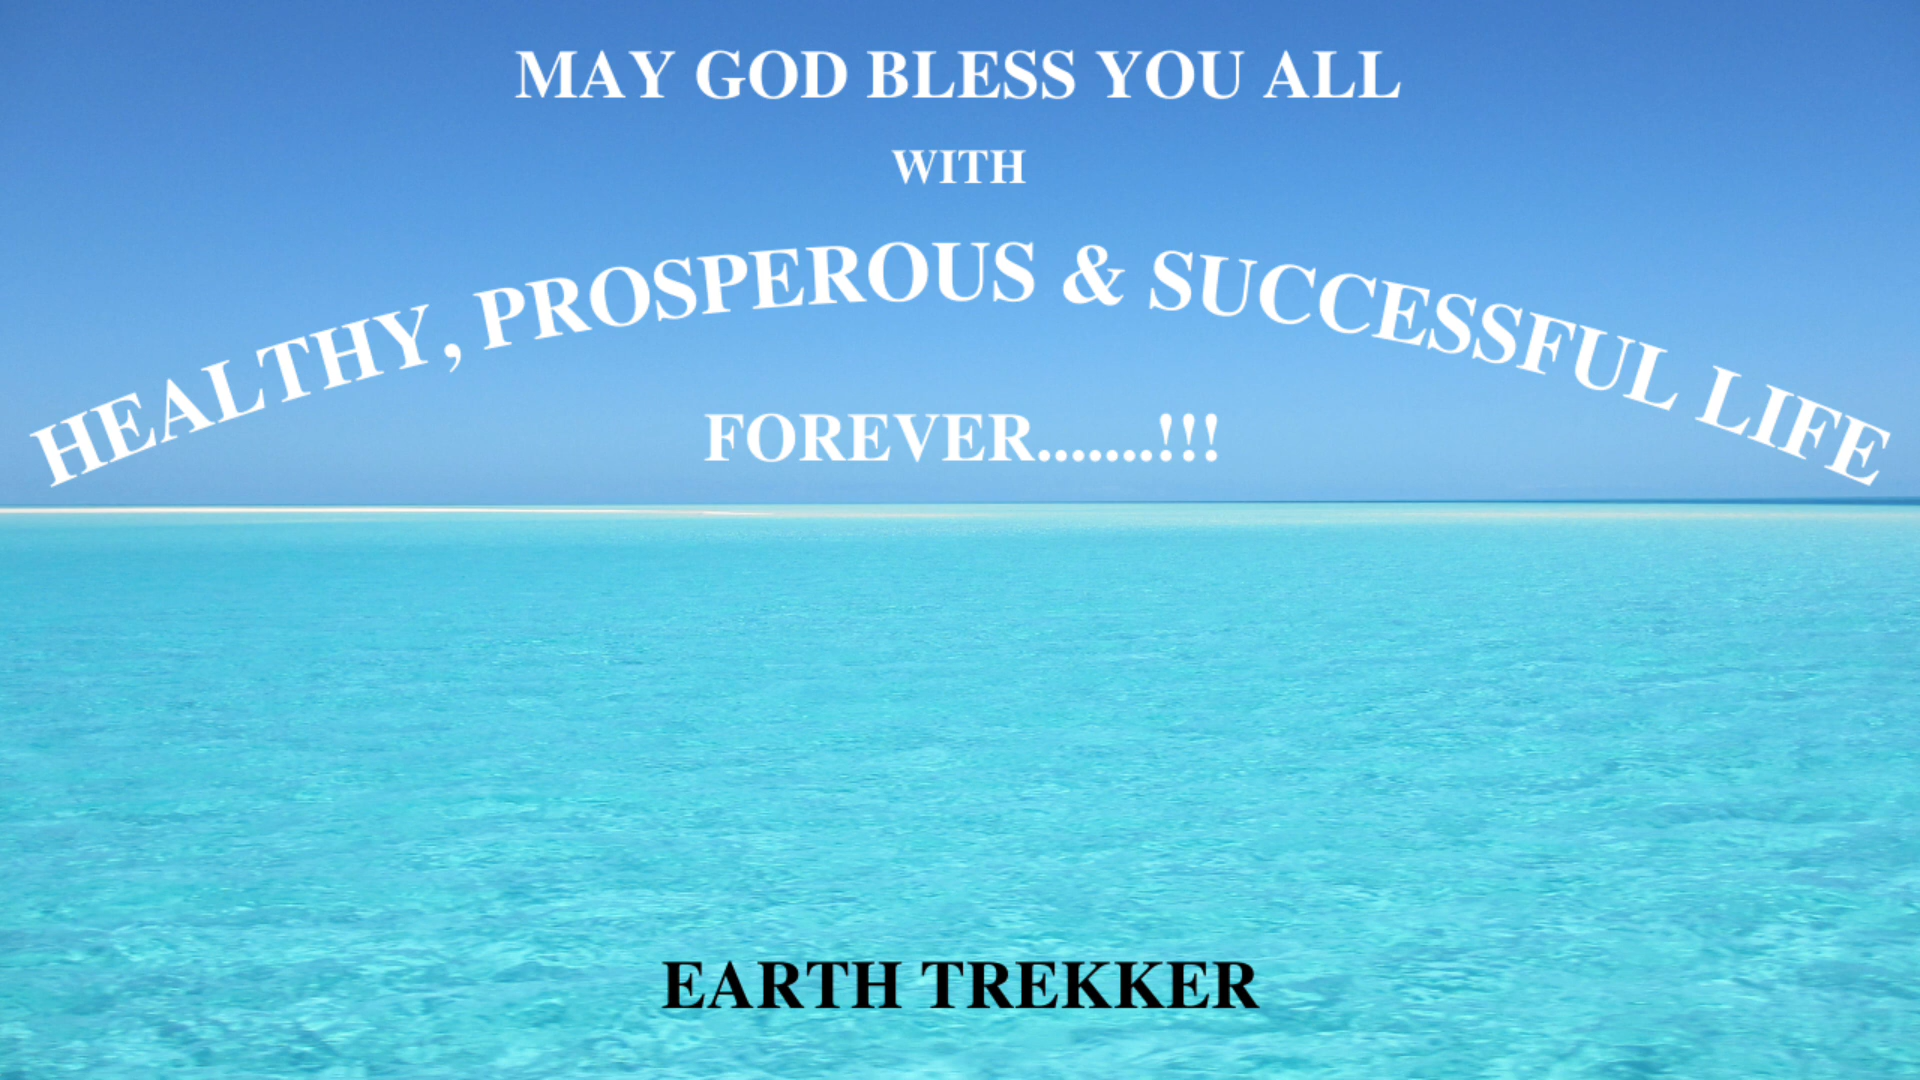 MAY GOD BLESS YOU ALL
WITH
HEALTHY, PROSPEROUS & SUCCESSFUL LIFE
FOREVER.......!!!
EARTH TREKKER